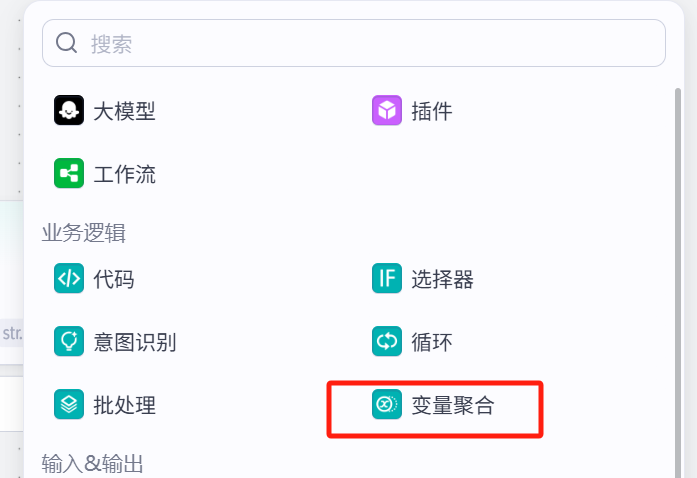 搜索
大模型 插件
工作流
业务逻辑
代码 IF 选择器
str.
意图识别 循环
批处理 变量聚合
输入&输出